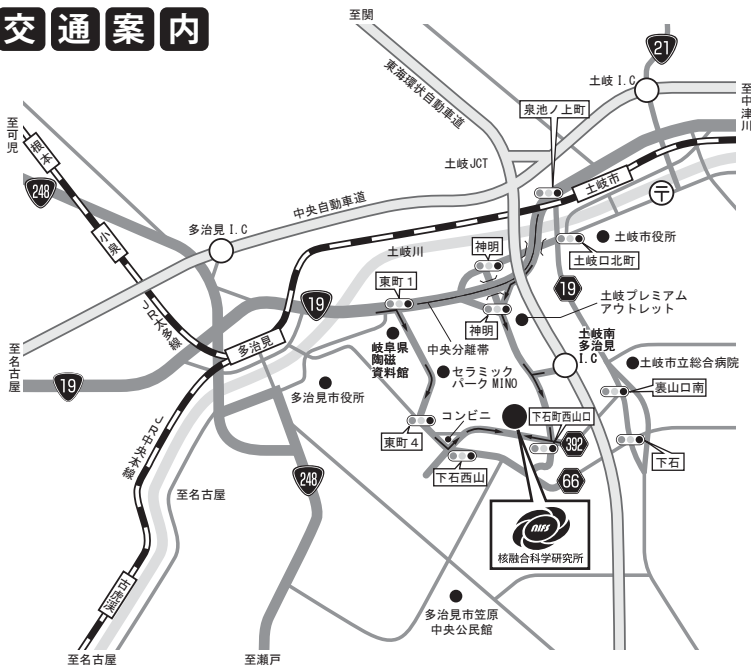 交通案内
至関
21
土岐 I.C
至中津川
東海環状自動車道
泉池ノ上町
至可児
根本
土岐JCT
土岐市
〒
248
中央自動車道
多治見 I.C
小泉
土岐川
神明
土岐市役所
土岐口北町
東町1
19
19
土岐プレミアム
アウトレット
JR太多線
神明
多治見
中央分離帯
土岐南
多治見
I.C
岐阜県
陶磁
資料館
至名古屋
土岐市立総合病院
セラミック
パーク MINO
19
多治見市役所
裏山口南
コンビニ
下石町西山口
JR中央本線
東町4
392
下石西山
下石
248
66
至名古屋
NIFS
核融合科学研究所
古虎渓
多治見市笠原
中央公民館
至名古屋
至瀬戸